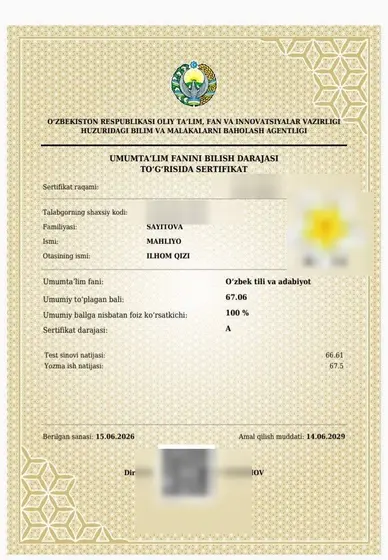 O‘ZBEKISTON RESPUBLIKASI OLIY TA’LIM, FAN VA INNOVATSIYALAR VAZIRLIGI
HUZURIDAGI BILIM VA MALAKALARNI BAHOLASH AGENTLIGI
UMUMTA’LIM FANINI BILISH DARAJASI
TO‘G‘RISIDA SERTIFIKAT
Sertifikat raqami:
Talabgorning shaxsiy kodi:
Familiyasi: SAYITOVA
Ismi: MAHLIYO
Otasining ismi: ILHOM QIZI
Umumta’lim fani: O‘zbek tili va adabiyot
Umumiy to‘plagan bali: 67.06
Umumiy ballga nisbatan foiz ko‘rsatkichi: 100 %
Sertifikat darajasi: A
Test sinovi natijasi: 66.61
Yozma ish natijasi: 67.5
Berilgan sanasi: 15.06.2026 Amal qilish muddati: 14.06.2029